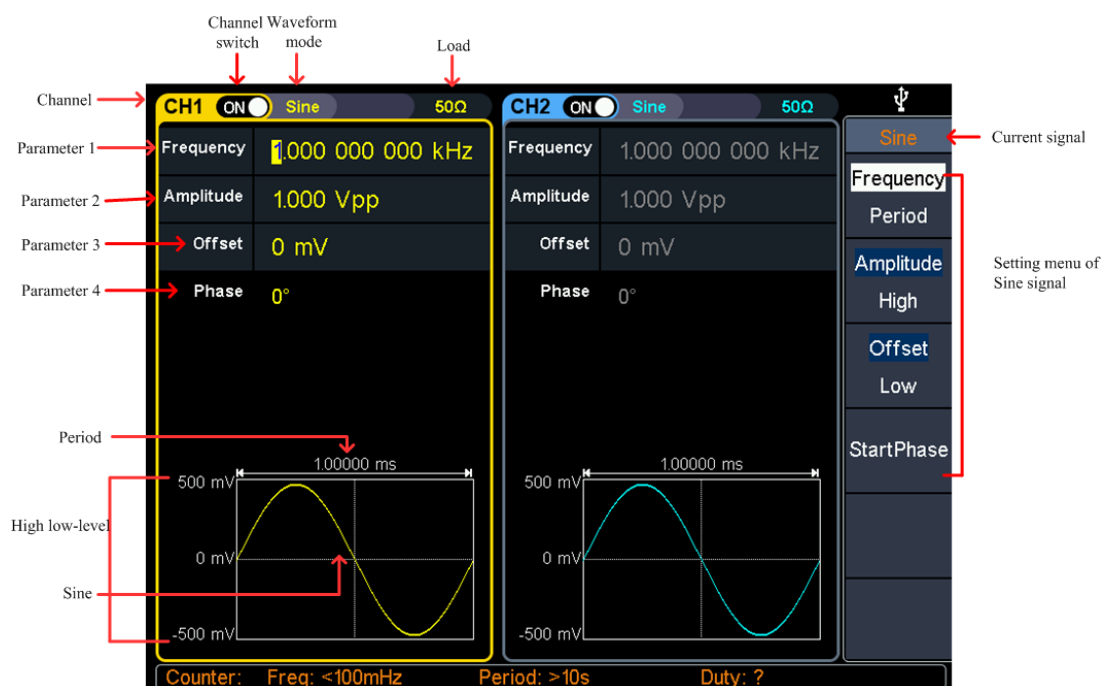 Channel Waveform
switch mode
Load
Channel
CH1 ON Sine 50Ω
CH2 ON Sine 50Ω
Sine
Current signal
Parameter 1
Frequency 1.000 000 000 kHz
Frequency 1.000 000 000 kHz
Frequency
Period
Parameter 2
Amplitude 1.000 Vpp
Amplitude 1.000 Vpp
Parameter 3
Offset 0 mV
Offset 0 mV
Amplitude
High
Setting menu of
Sine signal
Parameter 4
Phase 0°
Phase 0°
Offset
Low
StartPhase
Period
1.00000 ms
1.00000 ms
500 mV
500 mV
High low-level
0 mV
0 mV
Sine
-500 mV
-500 mV
Counter: Freq: <100mHz Period: >10s Duty: ?